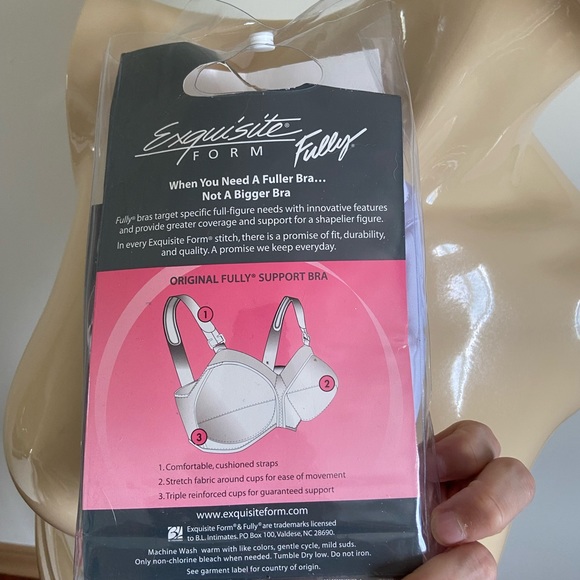 Exquisite®
FORM Fully®
When You Need A Fuller Bra...
Not A Bigger Bra
Fully® bras target specific full-figure needs with innovative features
and provide greater coverage and support for a shapelier figure.
In every Exquisite Form® stitch, there is a promise of fit, durability,
and quality. A promise we keep everyday.
ORIGINAL FULLY® SUPPORT BRA
1
2
3
1. Comfortable, cushioned straps
2. Stretch fabric around cups for ease of movement
3. Triple reinforced cups for guaranteed support
www.exquisiteform.com
Exquisite Form® & Fully® are trademarks licensed
to B.L. Intimates. PO Box 100, Valdese, NC 28690.
Machine Wash warm with like colors, gentle cycle, mild suds.
Only non-chlorine bleach when needed. Tumble Dry low. Do not iron.
See garment label for country of origin.